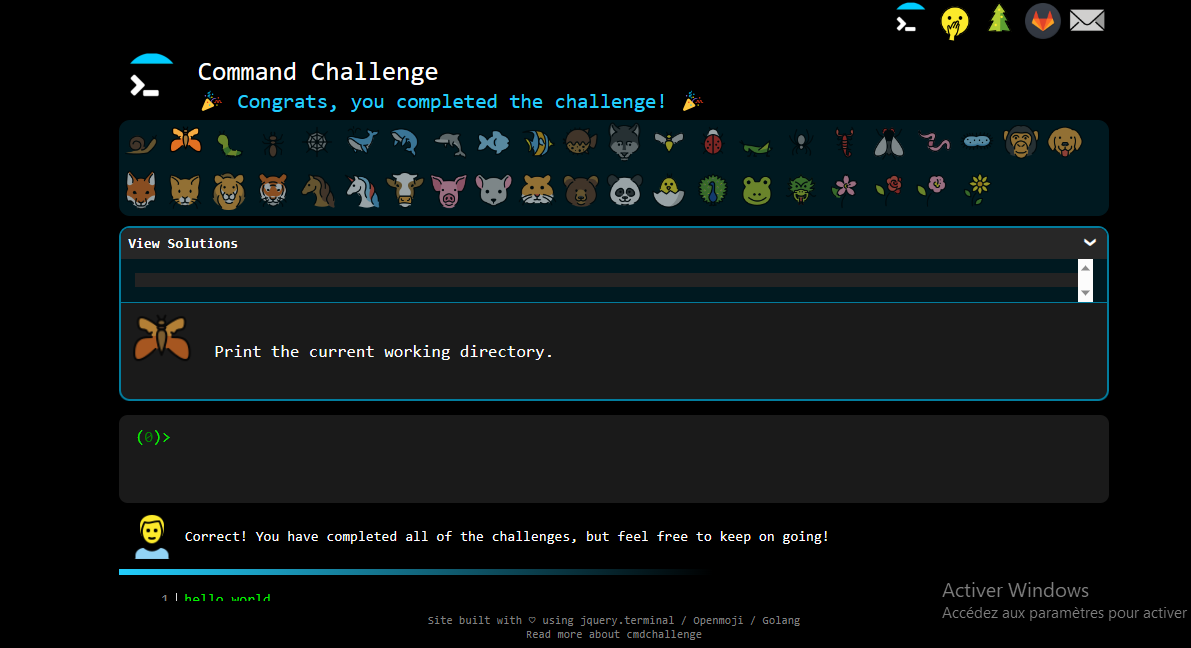 Command Challenge
🎉 Congrats, you completed the challenge! 🎉
View Solutions
Print the current working directory.
(0)>
Correct! You have completed all of the challenges, but feel free to keep on going!
1 hello world
Activer Windows
Accédez aux paramètres pour activer
Site built with ♡ using jquery.terminal / Openmoji / Golang
Read more about cmdchallenge